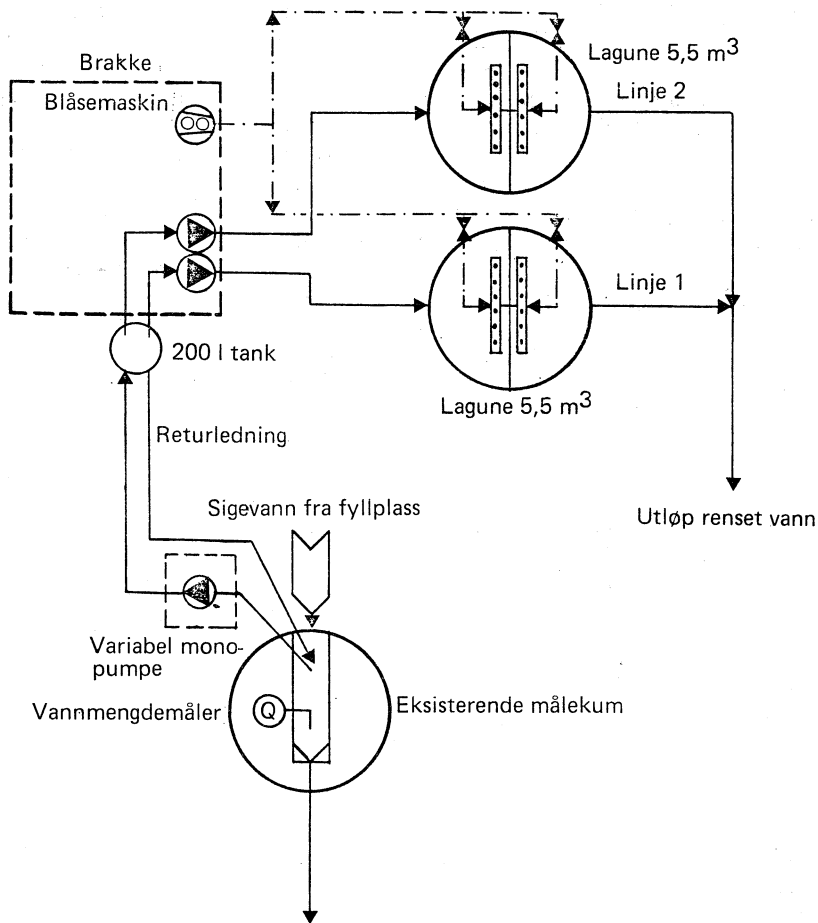 Brakke
Blåsemaskin
Lagune 5,5 m³
Linje 2
Linje 1
200 l tank
Lagune 5,5 m³
Returledning
Sigevann fra fyllplass
Utløp renset vann
Variabel mono-
pumpe
Vannmengdemåler
Q
Eksisterende målekum